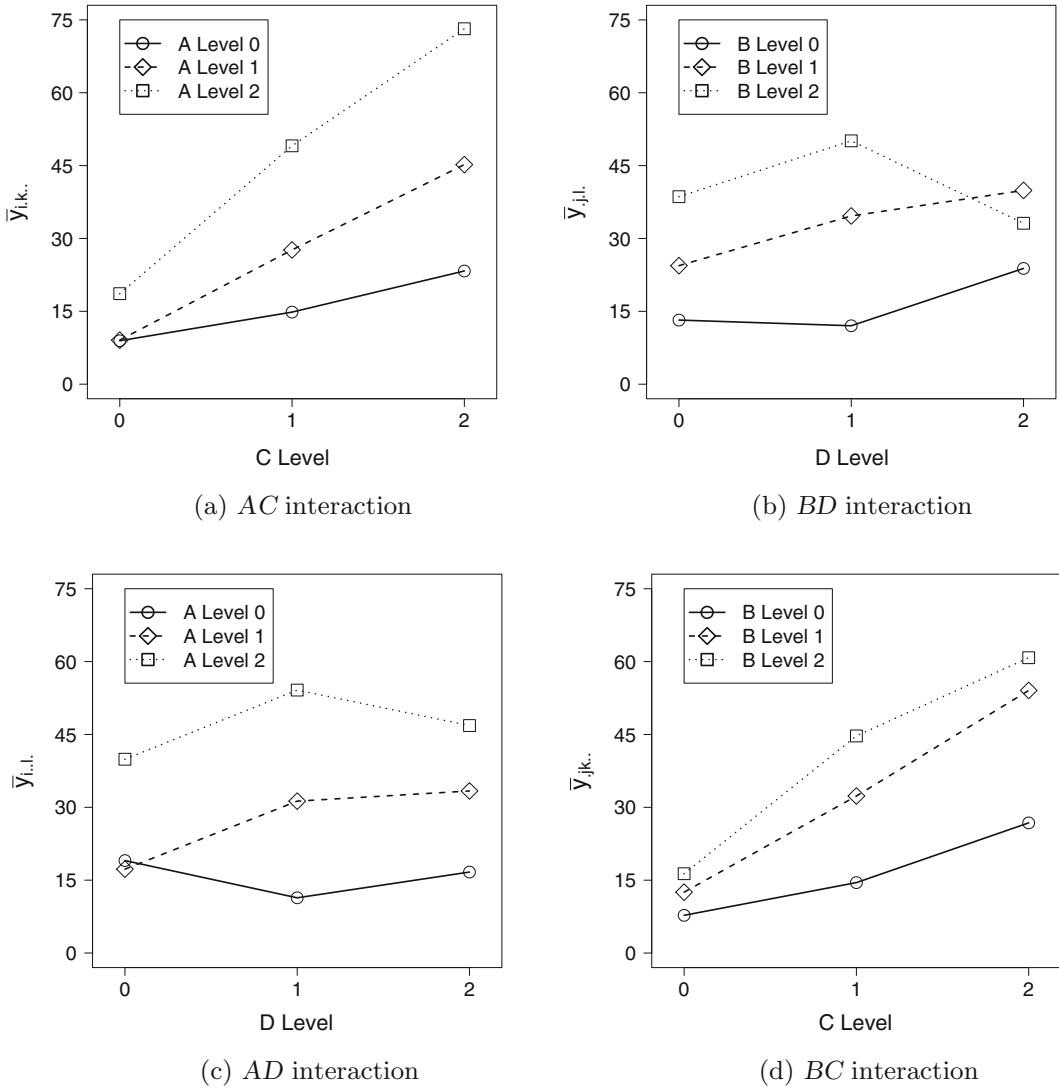 75
60
45
30
15
0
ȳi.k..
A Level 0
A Level 1
A Level 2
0 1 2
C Level
(a) AC interaction
75
60
45
30
15
0
ȳ.j.l.
B Level 0
B Level 1
B Level 2
0 1 2
D Level
(b) BD interaction
75
60
45
30
15
0
ȳi..l.
A Level 0
A Level 1
A Level 2
0 1 2
D Level
(c) AD interaction
75
60
45
30
15
0
ȳ.jk..
B Level 0
B Level 1
B Level 2
0 1 2
C Level
(d) BC interaction